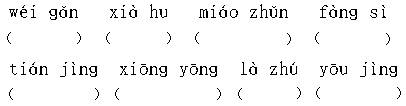 wéi gǎn xià hu miáo zhǔn fàng sì
( ) ( ) ( ) ( )
tián jìng xiōng yōng là zhú yōu jìng
( ) ( ) ( ) ( )